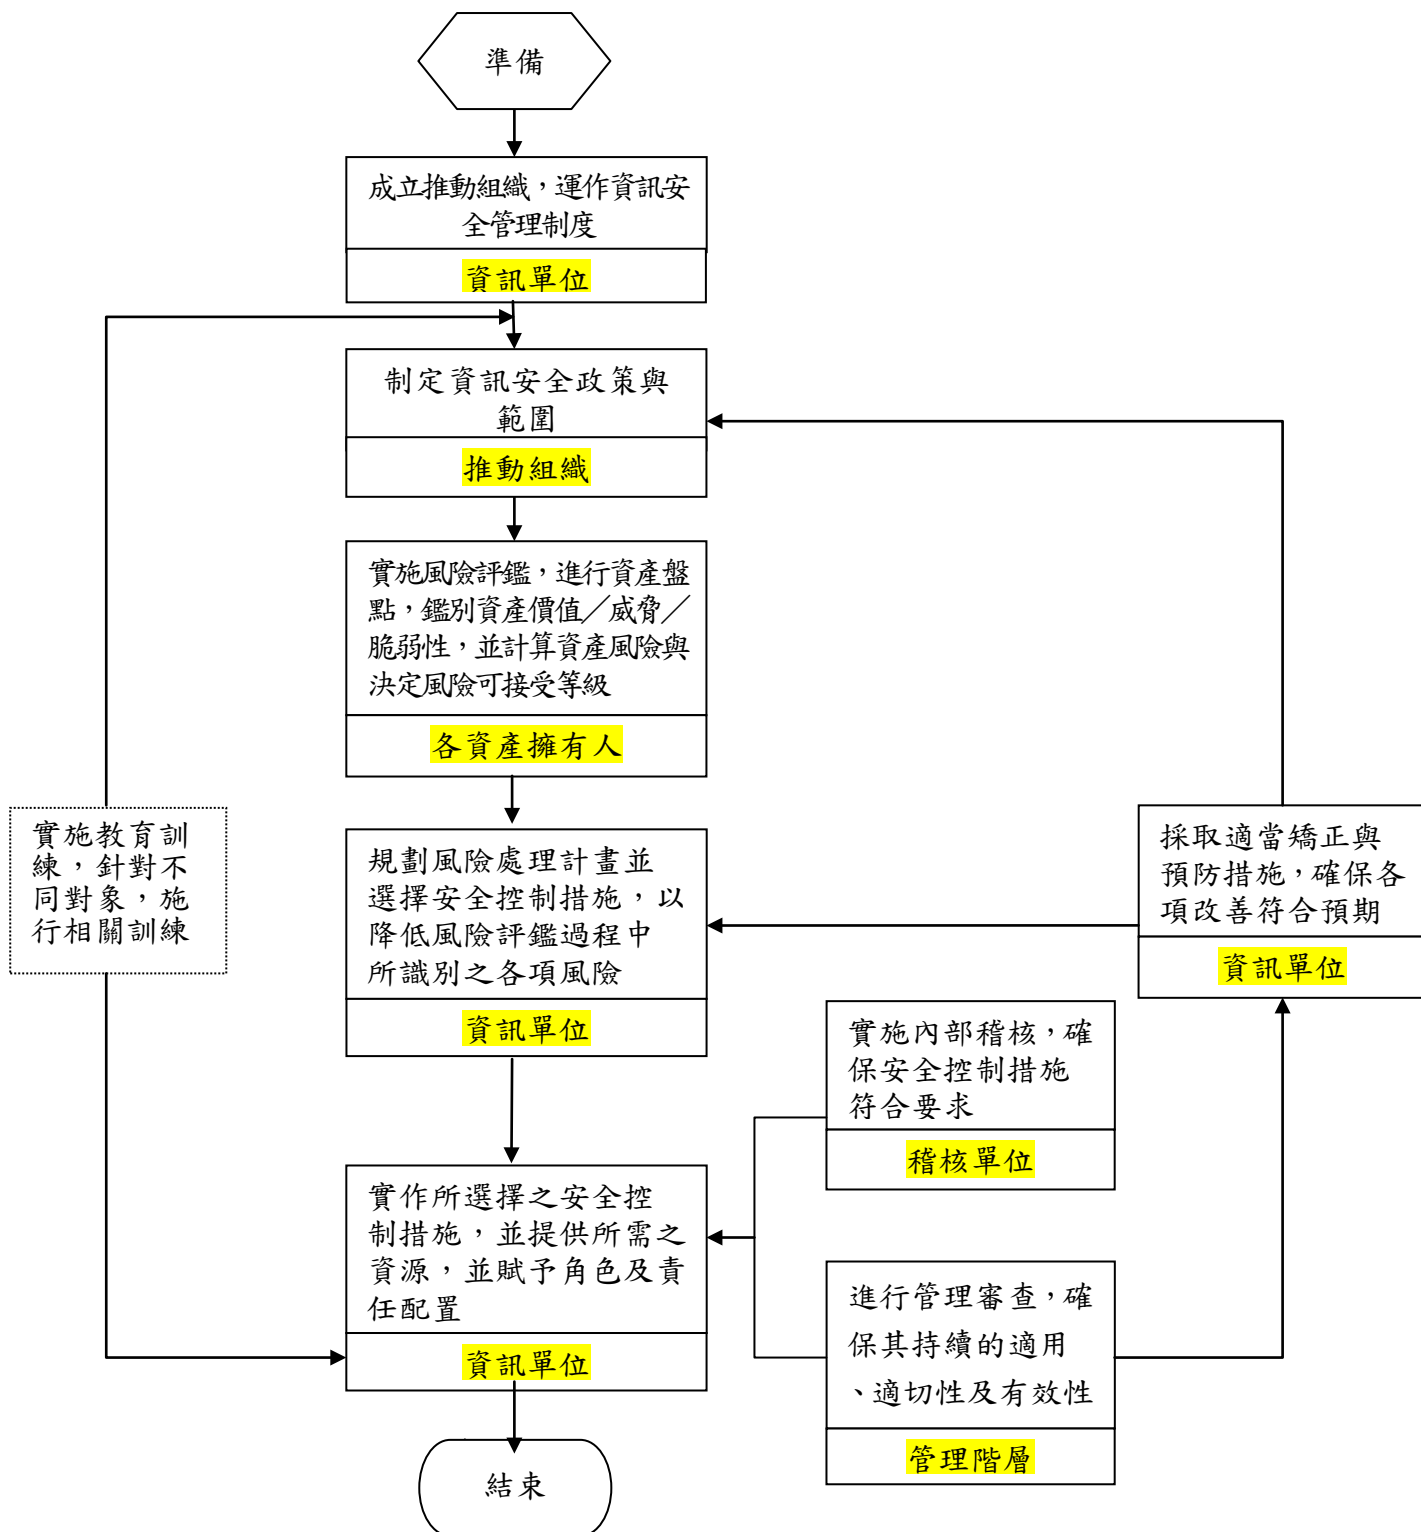 準備
成立推動組織，運作資訊安
全管理制度
資訊單位
制定資訊安全政策與
範圍
推動組織
實施風險評鑑，進行資產盤
點，鑑別資產價值／威脅／
脆弱性，並計算資產風險與
決定風險可接受等級
各資產擁有人
實施教育訓
練，針對不
同對象，施
行相關訓練
規劃風險處理計畫並
選擇安全控制措施，以
降低風險評鑑過程中
所識別之各項風險
資訊單位
採取適當矯正與
預防措施，確保各
項改善符合預期
資訊單位
實施內部稽核，確
保安全控制措施
符合要求
稽核單位
實作所選擇之安全控
制措施，並提供所需之
資源，並賦予角色及責
任配置
資訊單位
進行管理審查，確
保其持續的適用
、適切性及有效性
管理階層
結束